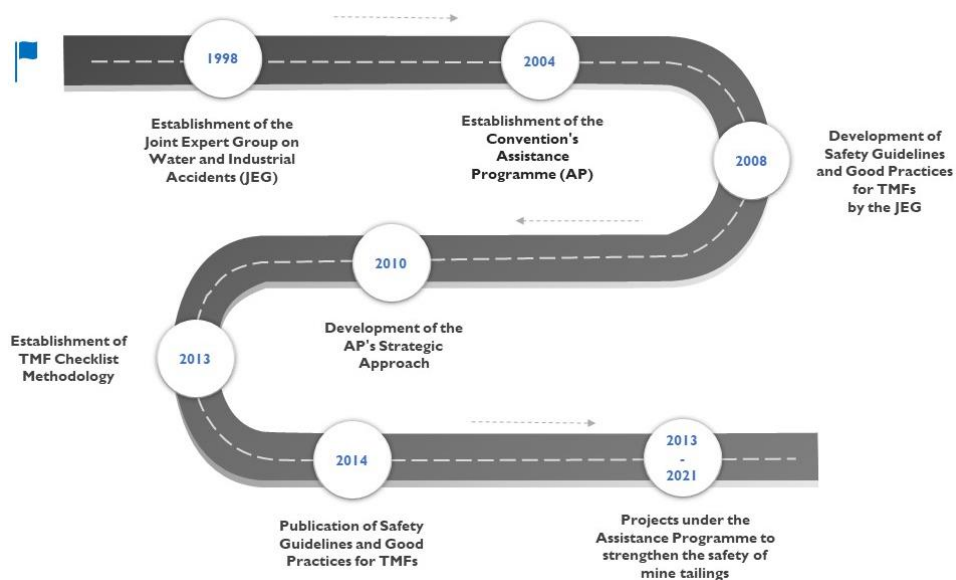 1998
Establishment of the
Joint Expert Group on
Water and Industrial
Accidents (JEG)
2004
Establishment of the
Convention's
Assistance
Programme (AP)
2008
Development of
Safety Guidelines
and Good Practices
for TMFs
by the JEG
2010
Development of the
AP's Strategic
Approach
2013
Establishment of
TMF Checklist
Methodology
2014
Publication of Safety
Guidelines and Good
Practices for TMFs
2013
-
2021
Projects under the
Assistance Programme to
strengthen the safety of
mine tailings